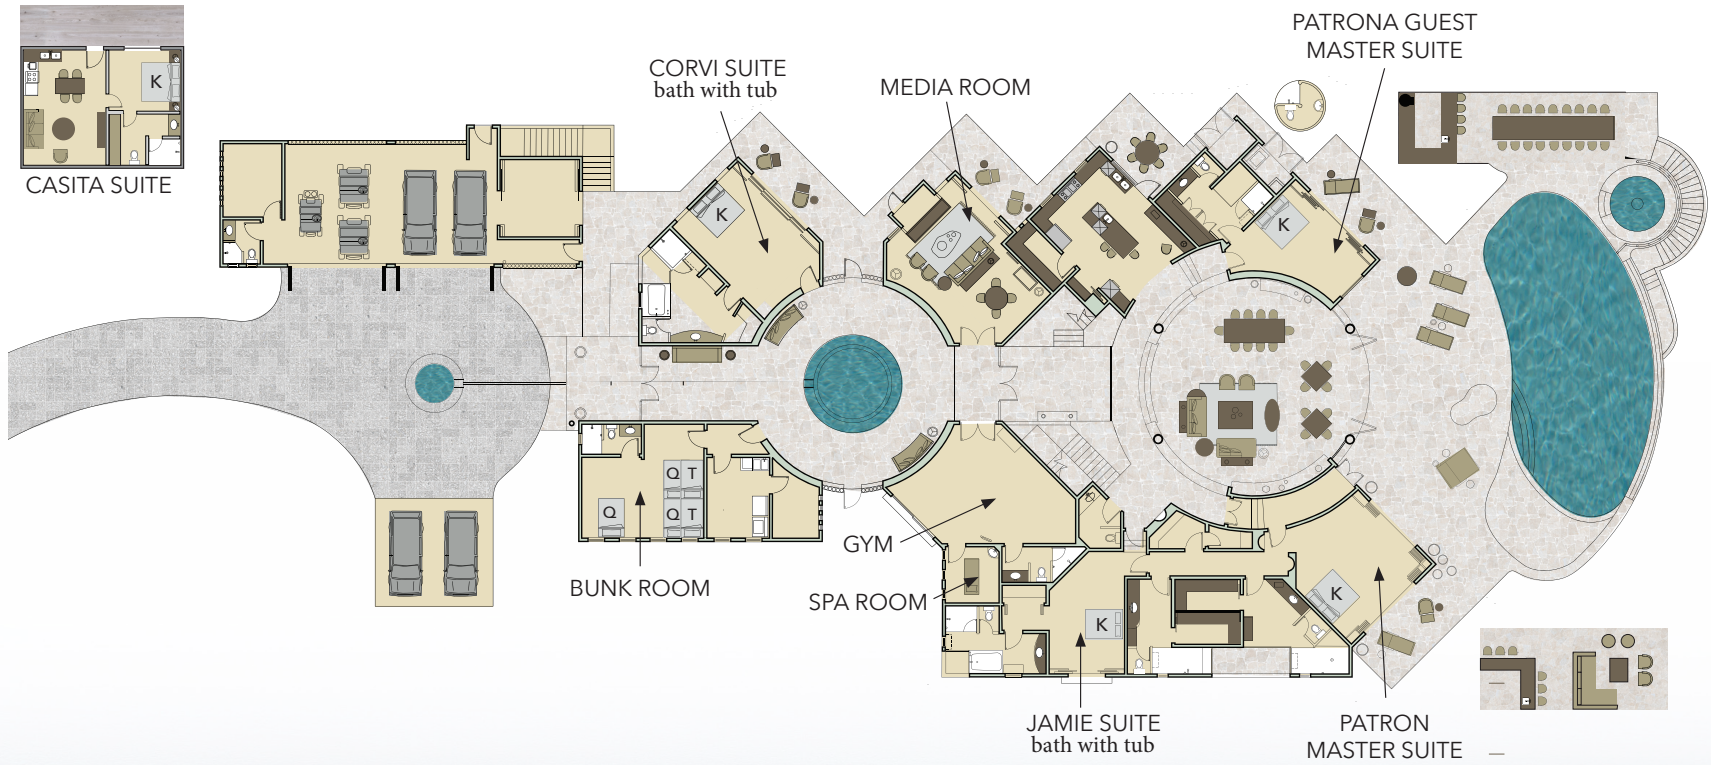 PATRONA GUEST
MASTER SUITE
CORVI SUITE
bath with tub
MEDIA ROOM
K
CASITA SUITE
K
K
Q
T
Q
Q
T
BUNK ROOM
GYM
SPA ROOM
K
K
JAMIE SUITE
bath with tub
PATRON
MASTER SUITE